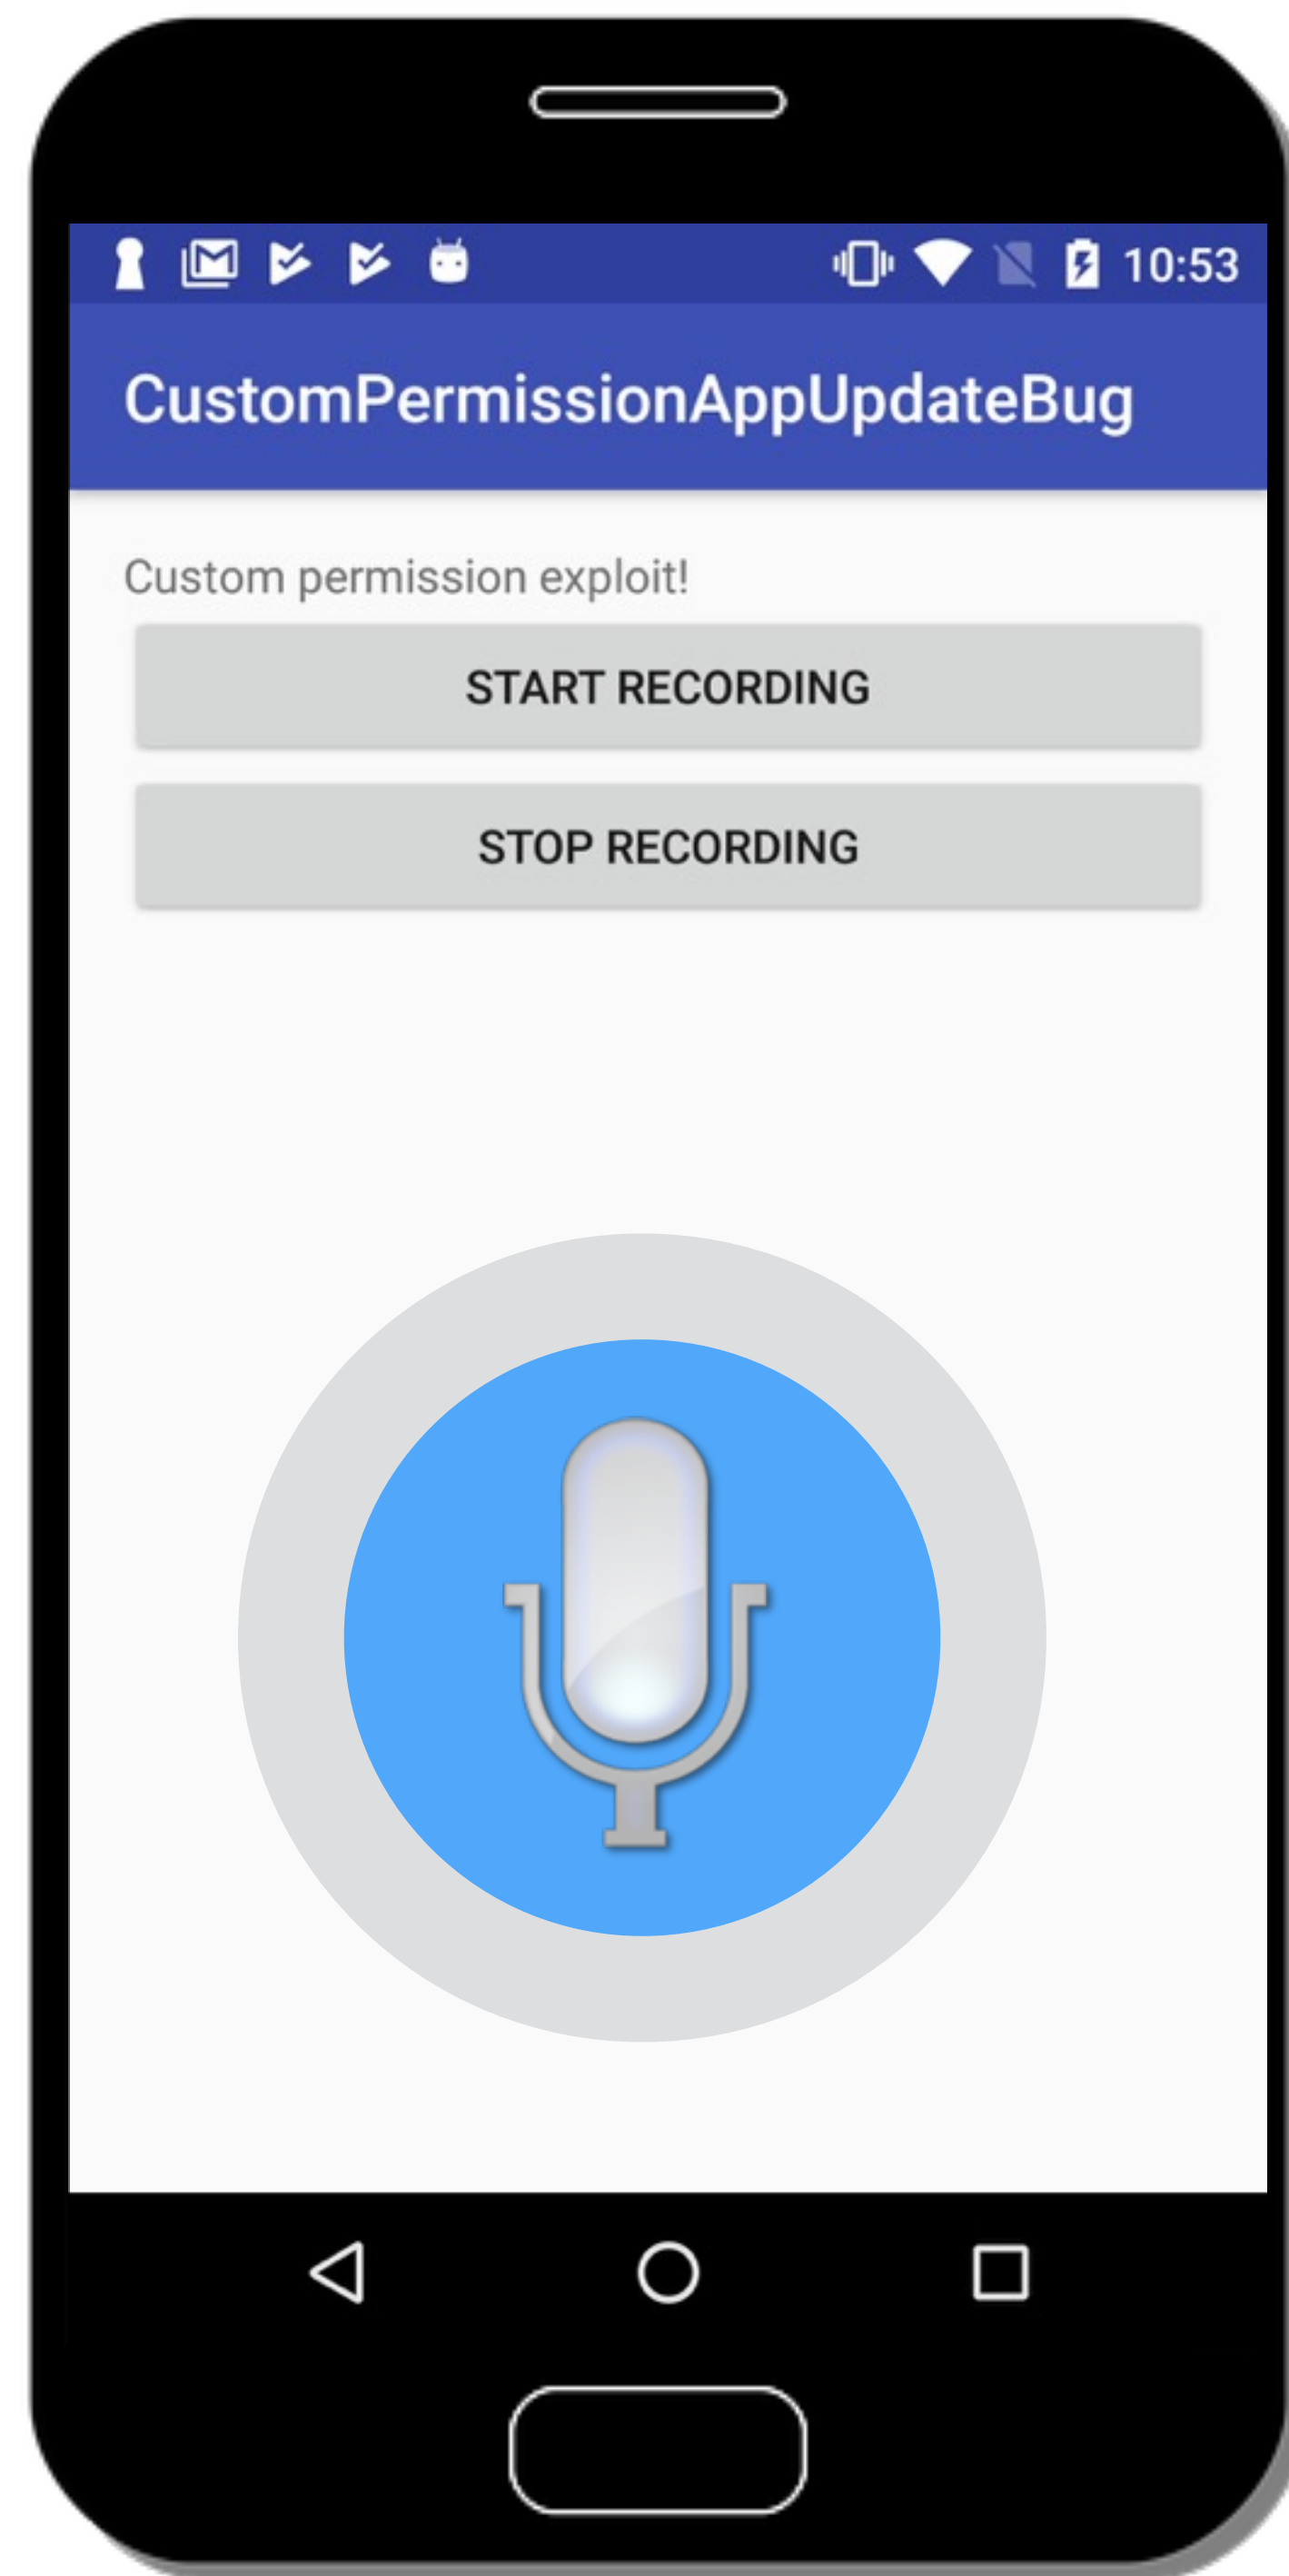 10:53
CustomPermissionAppUpdateBug
Custom permission exploit!
START RECORDING
STOP RECORDING